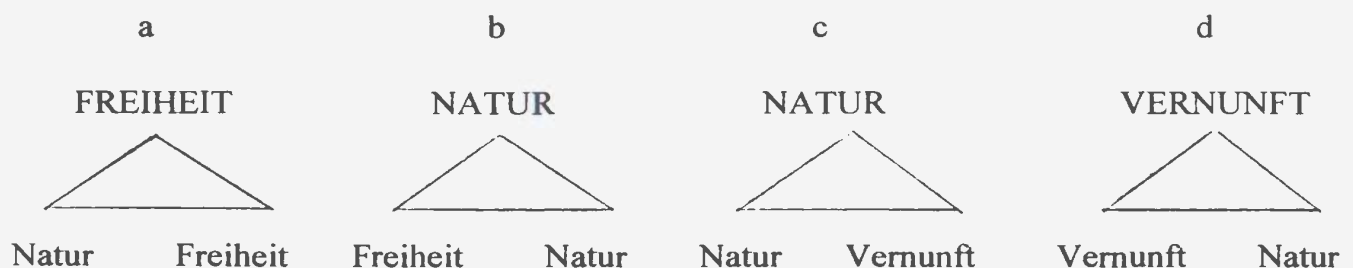 a b c d
FREIHEIT NATUR NATUR VERNUNFT
Natur Freiheit Freiheit Natur Natur Vernunft Vernunft Natur